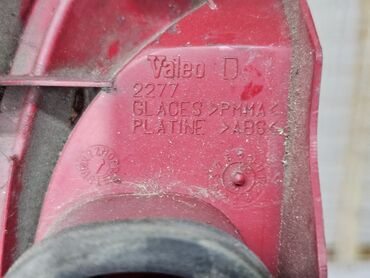 Valeo D
2277
GLACES >PMMA<
PLATINE >ABS<